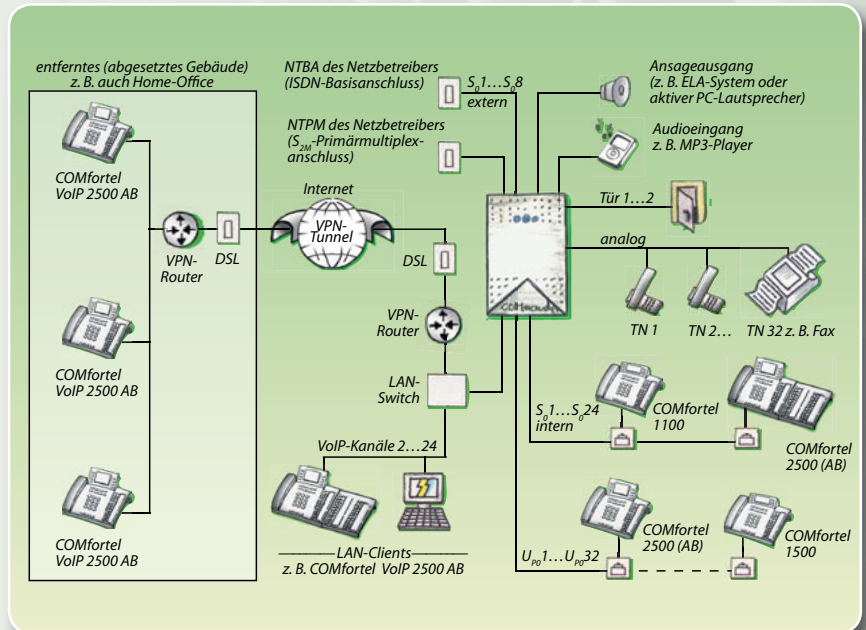 entferntes (abgesetztes Gebäude)
z. B. auch Home-Office
COMfortel
VoIP 2500 AB
COMfortel
VoIP 2500 AB
COMfortel
VoIP 2500 AB
VPN-
Router
DSL
Internet
VPN-
Tunnel
NTBA des Netzbetreibers
(ISDN-Basisanschluss)
S₀1...S₀8
extern
NTPM des Netzbetreibers
(S₂ₘ-Primärmultiplex-
anschluss)
DSL
VPN-
Router
LAN-
Switch
VoIP-Kanäle 2...24
LAN-Clients
z. B. COMfortel VoIP 2500 AB
Ansageausgang
(z. B. ELA-System oder
aktiver PC-Lautsprecher)
Audioeingang
z. B. MP3-Player
Tür 1...2
analog
TN 1
TN 2...
TN 32 z. B. Fax
S₀1...S₀24
intern
COMfortel
1100
COMfortel
2500 (AB)
COMfortel
2500 (AB)
COMfortel
1500
U_P01...U_P032